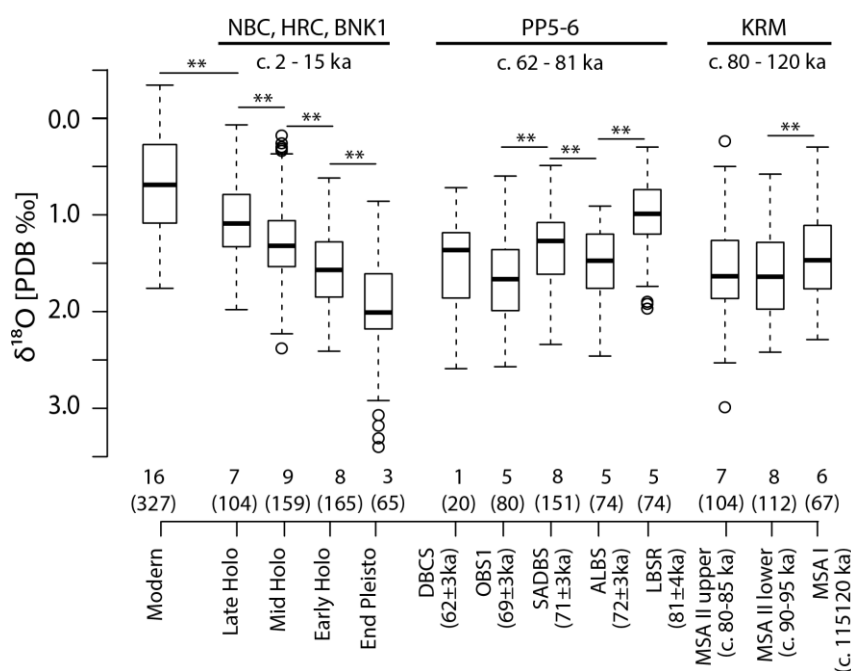 NBC, HRC, BNK1
c. 2 - 15 ka
PP5-6
c. 62 - 81 ka
KRM
c. 80 - 120 ka
** ** ** ** ** ** ** **
δ18O [PDB ‰]
0.0
1.0
2.0
3.0
16 7 9 8 3 1 5 8 5 5 7 8 6
(327) (104) (159) (165) (65) (20) (80) (151) (74) (74) (104) (112) (67)
Modern
Late Holo
Mid Holo
Early Holo
End Pleisto
DBCS
(62±3ka)
OBS1
(69±3ka)
SADBS
(71±3ka)
ALBS
(72±3ka)
LBSR
(81±4ka)
MSA II upper
(c. 80-85 ka)
MSA II lower
(c. 90-95 ka)
MSA I
(c. 115120 ka)